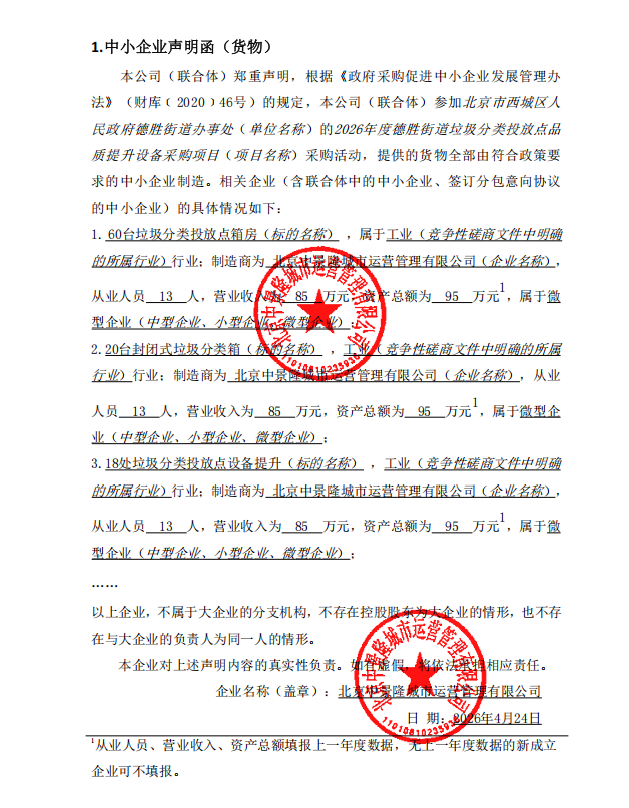 1.中小企业声明函（货物）
本公司（联合体）郑重声明，根据《政府采购促进中小企业发展管理办
法》（财库﹝2020﹞46号）的规定，本公司（联合体）参加北京市西城区人
民政府德胜街道办事处（单位名称）的2026年度德胜街道垃圾分类投放点品
质提升设备采购项目（项目名称）采购活动，提供的货物全部由符合政策要
求的中小企业制造。相关企业（含联合体中的中小企业、签订分包意向协议
的中小企业）的具体情况如下：
1. 60台垃圾分类投放点箱房（标的名称） ，属于工业（竞争性磋商文件中明确
的所属行业）行业；制造商为 北京中景隆城市运营管理有限公司（企业名称），
从业人员 13 人，营业收入为 85 万元，资产总额为 95 万元1，属于微
型企业（中型企业、小型企业、微型企业）；
2. 20台封闭式垃圾分类箱（标的名称） ，工业（竞争性磋商文件中明确的所属
行业）行业；制造商为 北京中景隆城市运营管理有限公司（企业名称），从业
人员 13 人，营业收入为 85 万元，资产总额为 95 万元1，属于微型企
业（中型企业、小型企业、微型企业）；
3. 18处垃圾分类投放点设备提升（标的名称） ，工业（竞争性磋商文件中明确
的所属行业）行业；制造商为 北京中景隆城市运营管理有限公司（企业名称），
从业人员 13 人，营业收入为 85 万元，资产总额为 95 万元1，属于微
型企业（中型企业、小型企业、微型企业）；
……
以上企业，不属于大企业的分支机构，不存在控股股东为大企业的情形，也不存
在与大企业的负责人为同一人的情形。
本企业对上述声明内容的真实性负责。如有虚假，将依法承担相应责任。
企业名称（盖章）：北京中景隆城市运营管理有限公司
日 期：2026年4月24日
1从业人员、营业收入、资产总额填报上一年度数据，无上一年度数据的新成立
企业可不填报。
北京中景隆城市运营管理有限公司
北京中景隆城市运营管理有限公司